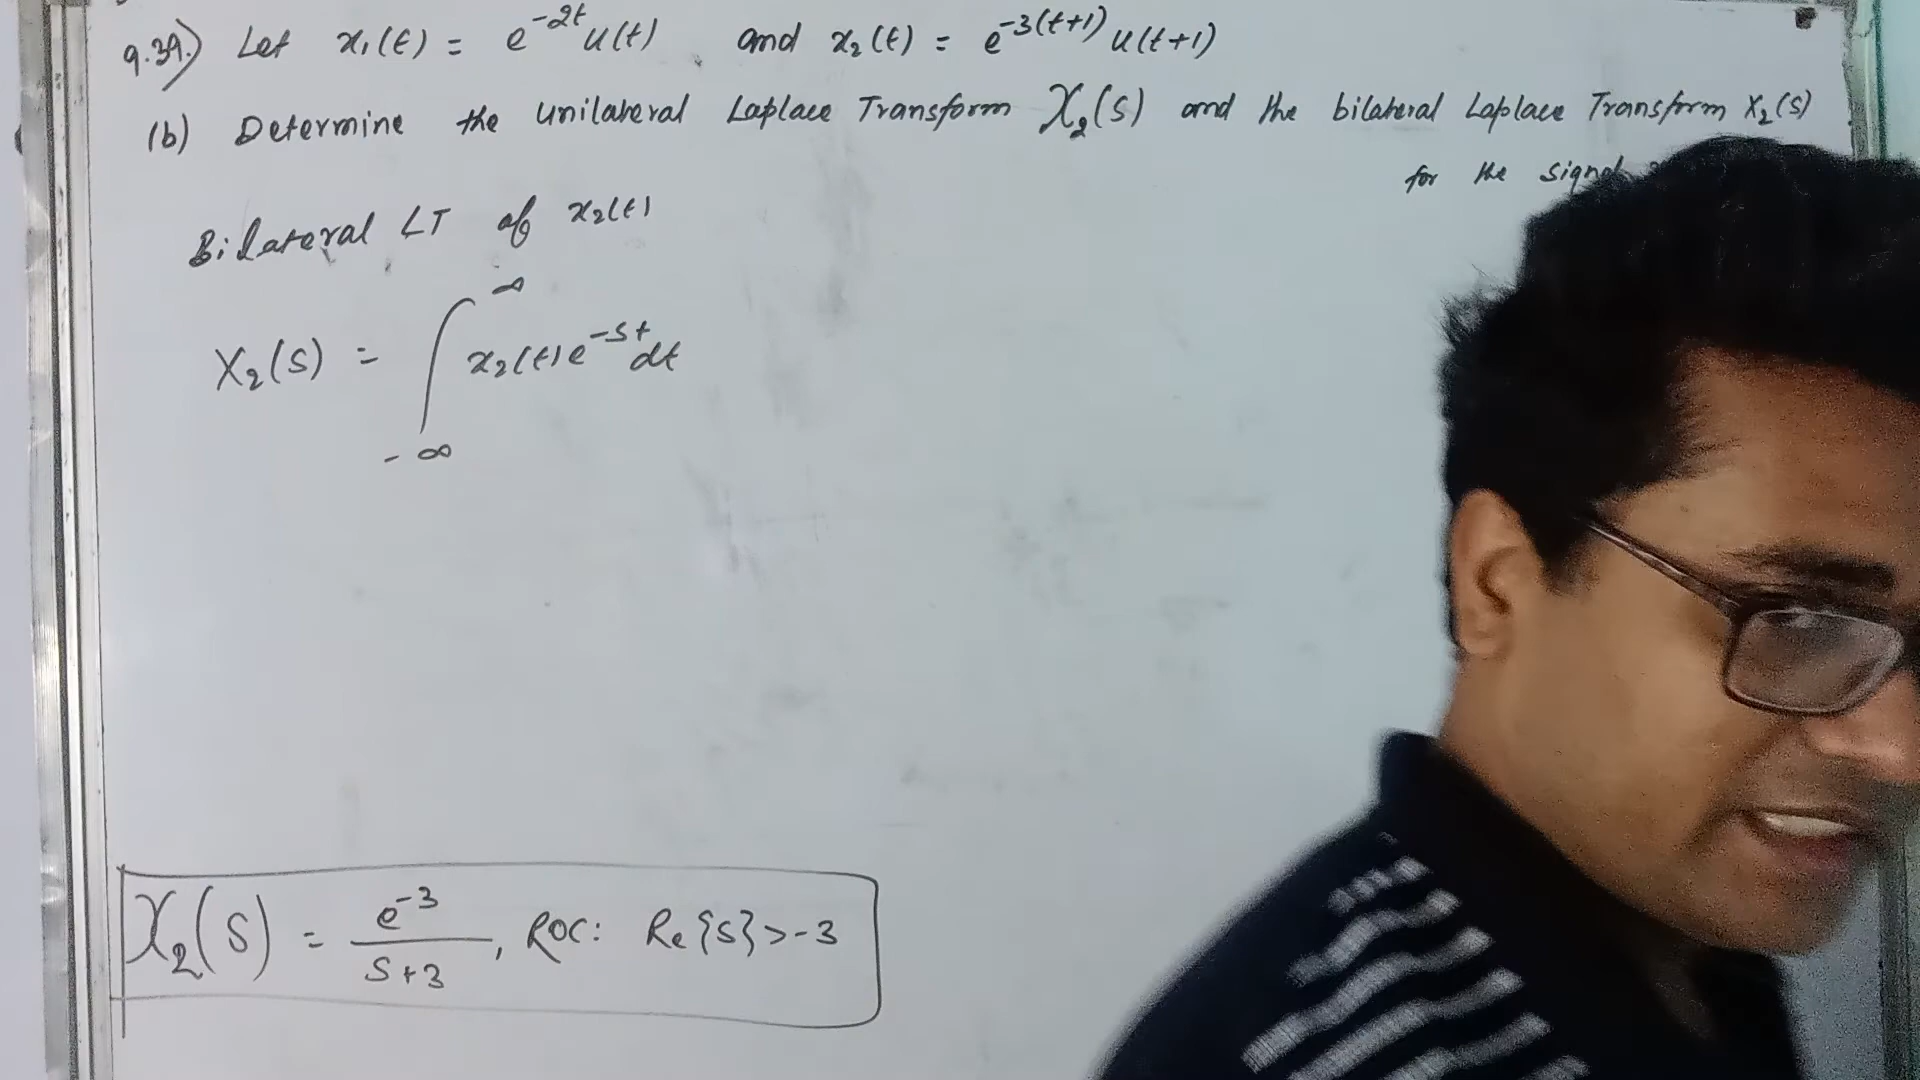 9.39.) Let x₁(t) = e^{-2t} u(t) and x₂(t) = e^{-3(t+1)} u(t+1)
(b) Determine the Unilateral Laplace Transform 𝒳₂(s) and the bilateral Laplace Transform X₂(s)
for the signal
Bilateral LT of x₂(t)
X₂(s) = ∫_{-∞}^{∞} x₂(t) e^{-st} dt
𝒳₂(s) = e^{-3}/(s+3), ROC: Re{s} > -3